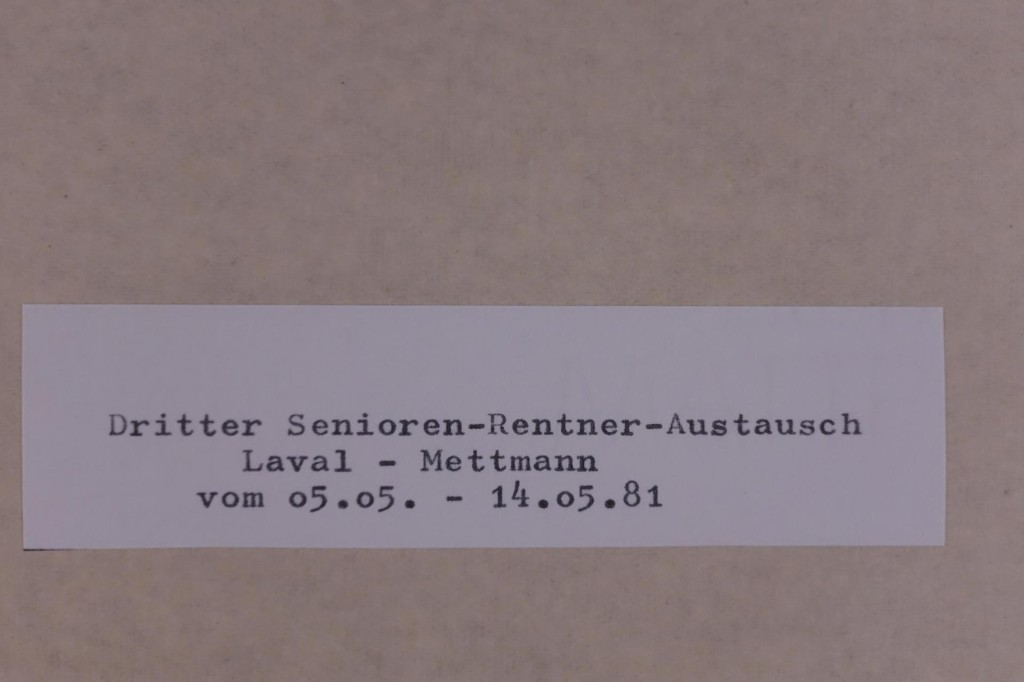 Dritter Senioren-Rentner-Austausch
Laval - Mettmann
vom o5.o5. - 14.o5.81